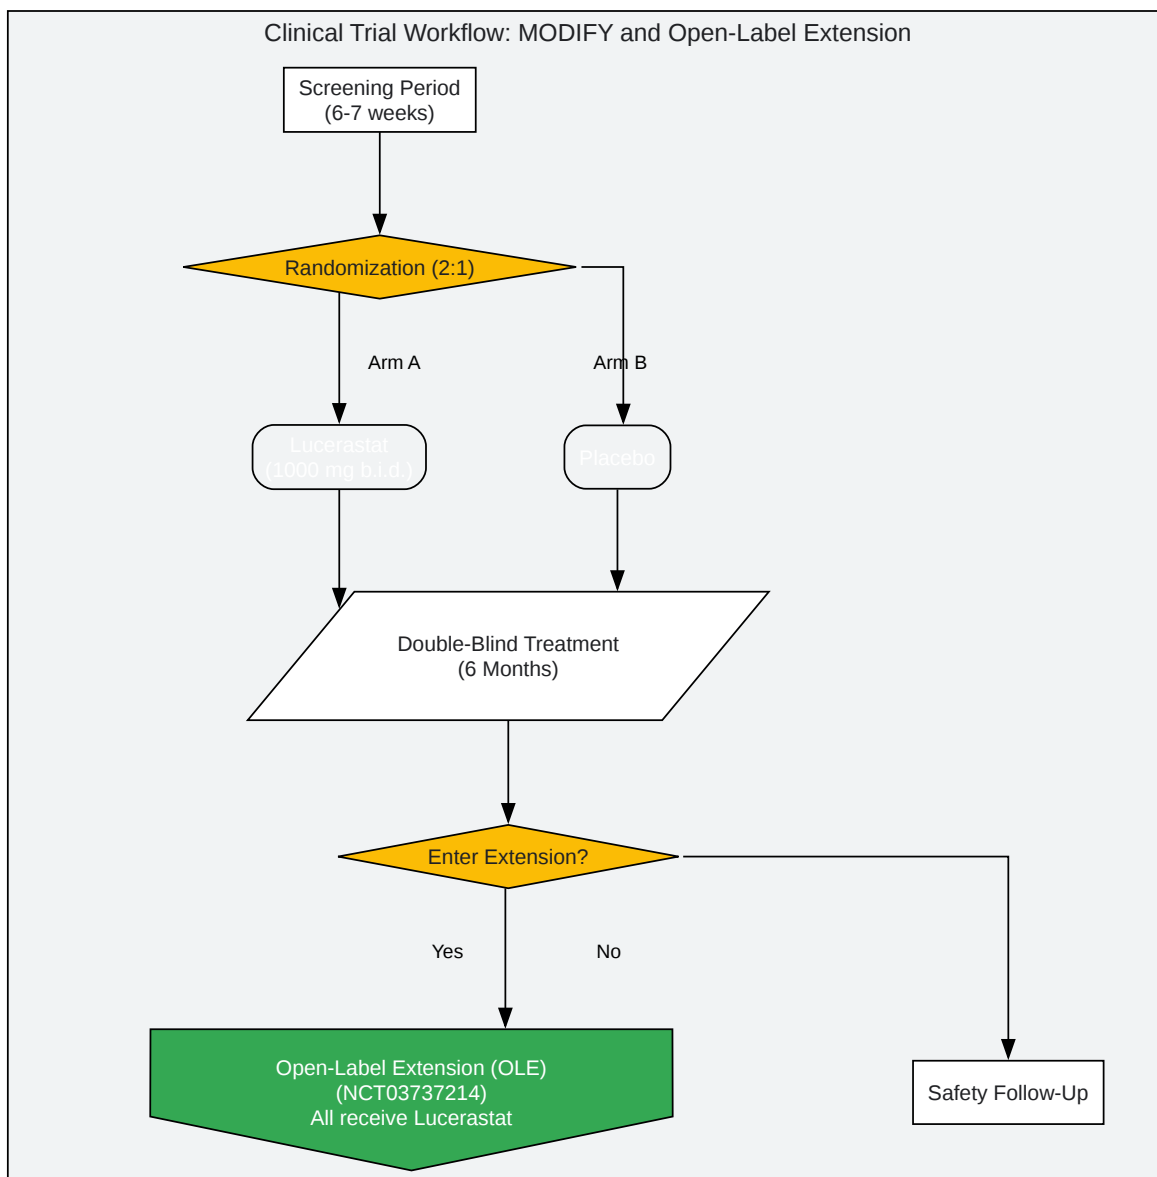 Clinical Trial Workflow: MODIFY and Open-Label Extension
Screening Period
(6-7 weeks)
Randomization (2:1)
Arm A
Arm B
Lucerastat
(1000 mg b.i.d.)
Placebo
Double-Blind Treatment
(6 Months)
Enter Extension?
Yes
No
Open-Label Extension (OLE)
(NCT03737214)
All receive Lucerastat
Safety Follow-Up